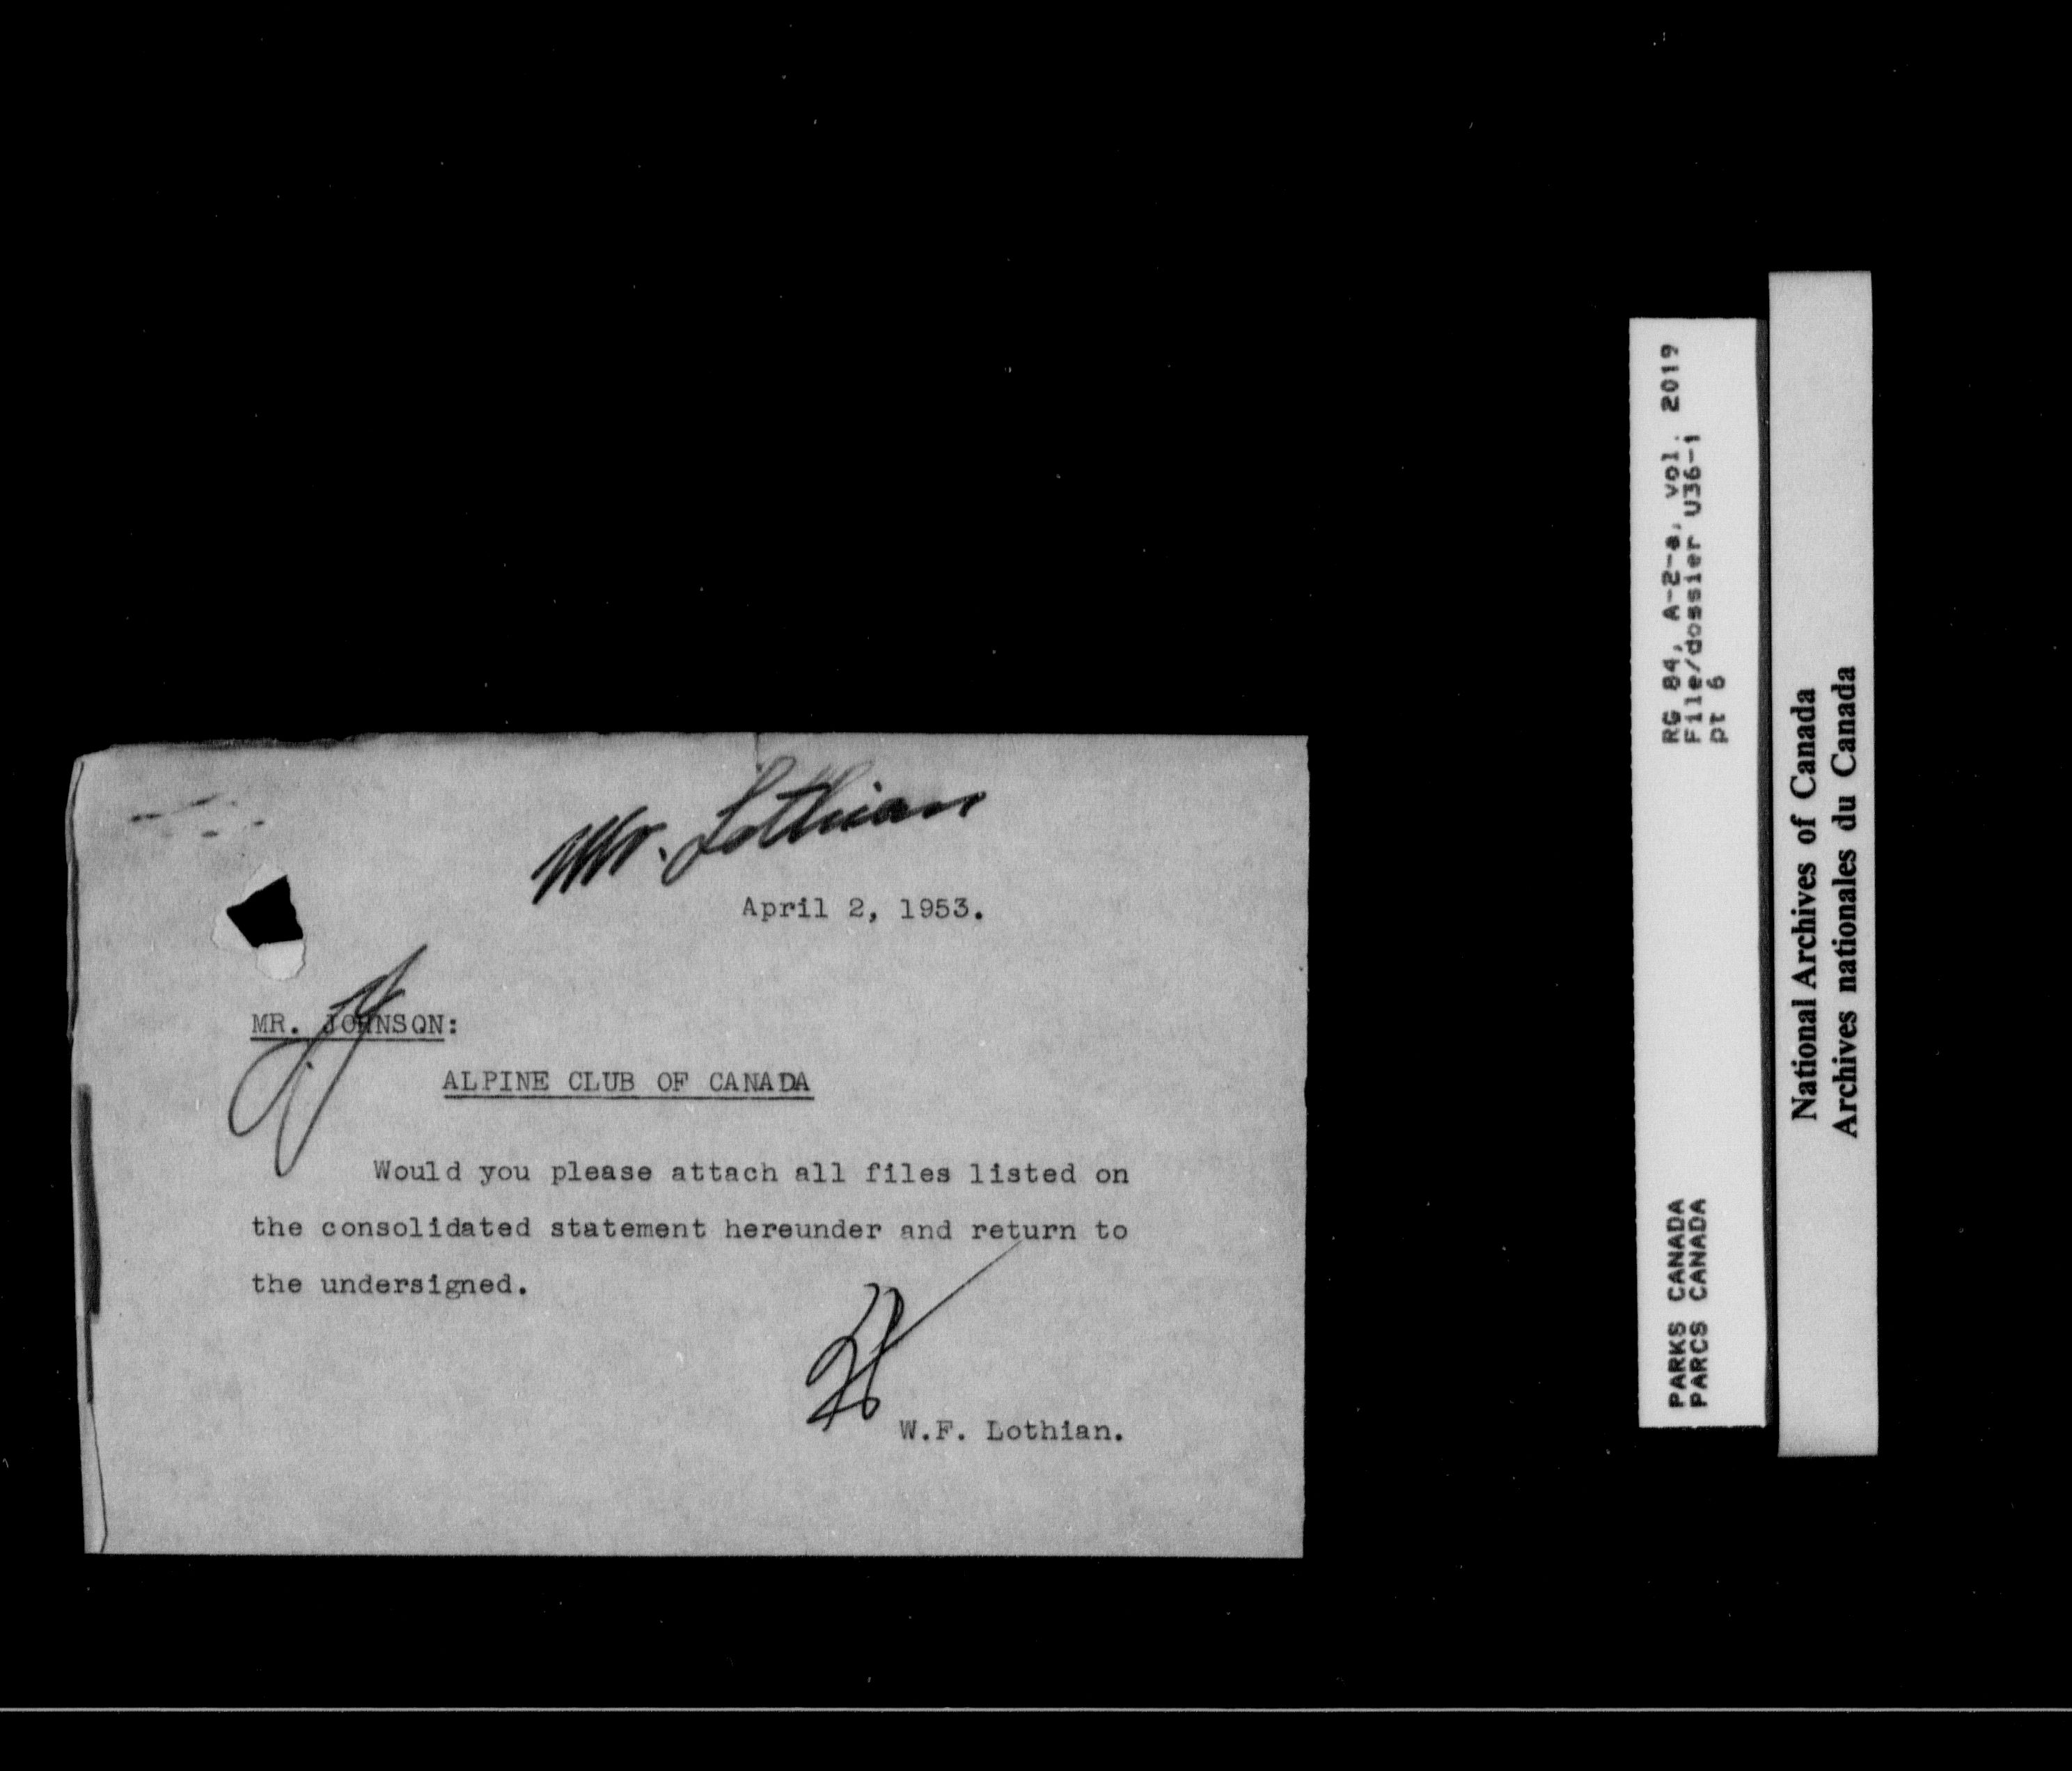 Mr. Lothian
April 2, 1953.
MR. JOHNSON:
ALPINE CLUB OF CANADA
Would you please attach all files listed on
the consolidated statement hereunder and return to
the undersigned.
W.F. Lothian.
RG 84, A-2-a, vol. 2019
File/dossier U36-1
pt 6
PARKS CANADA
PARCS CANADA
National Archives of Canada
Archives nationales du Canada